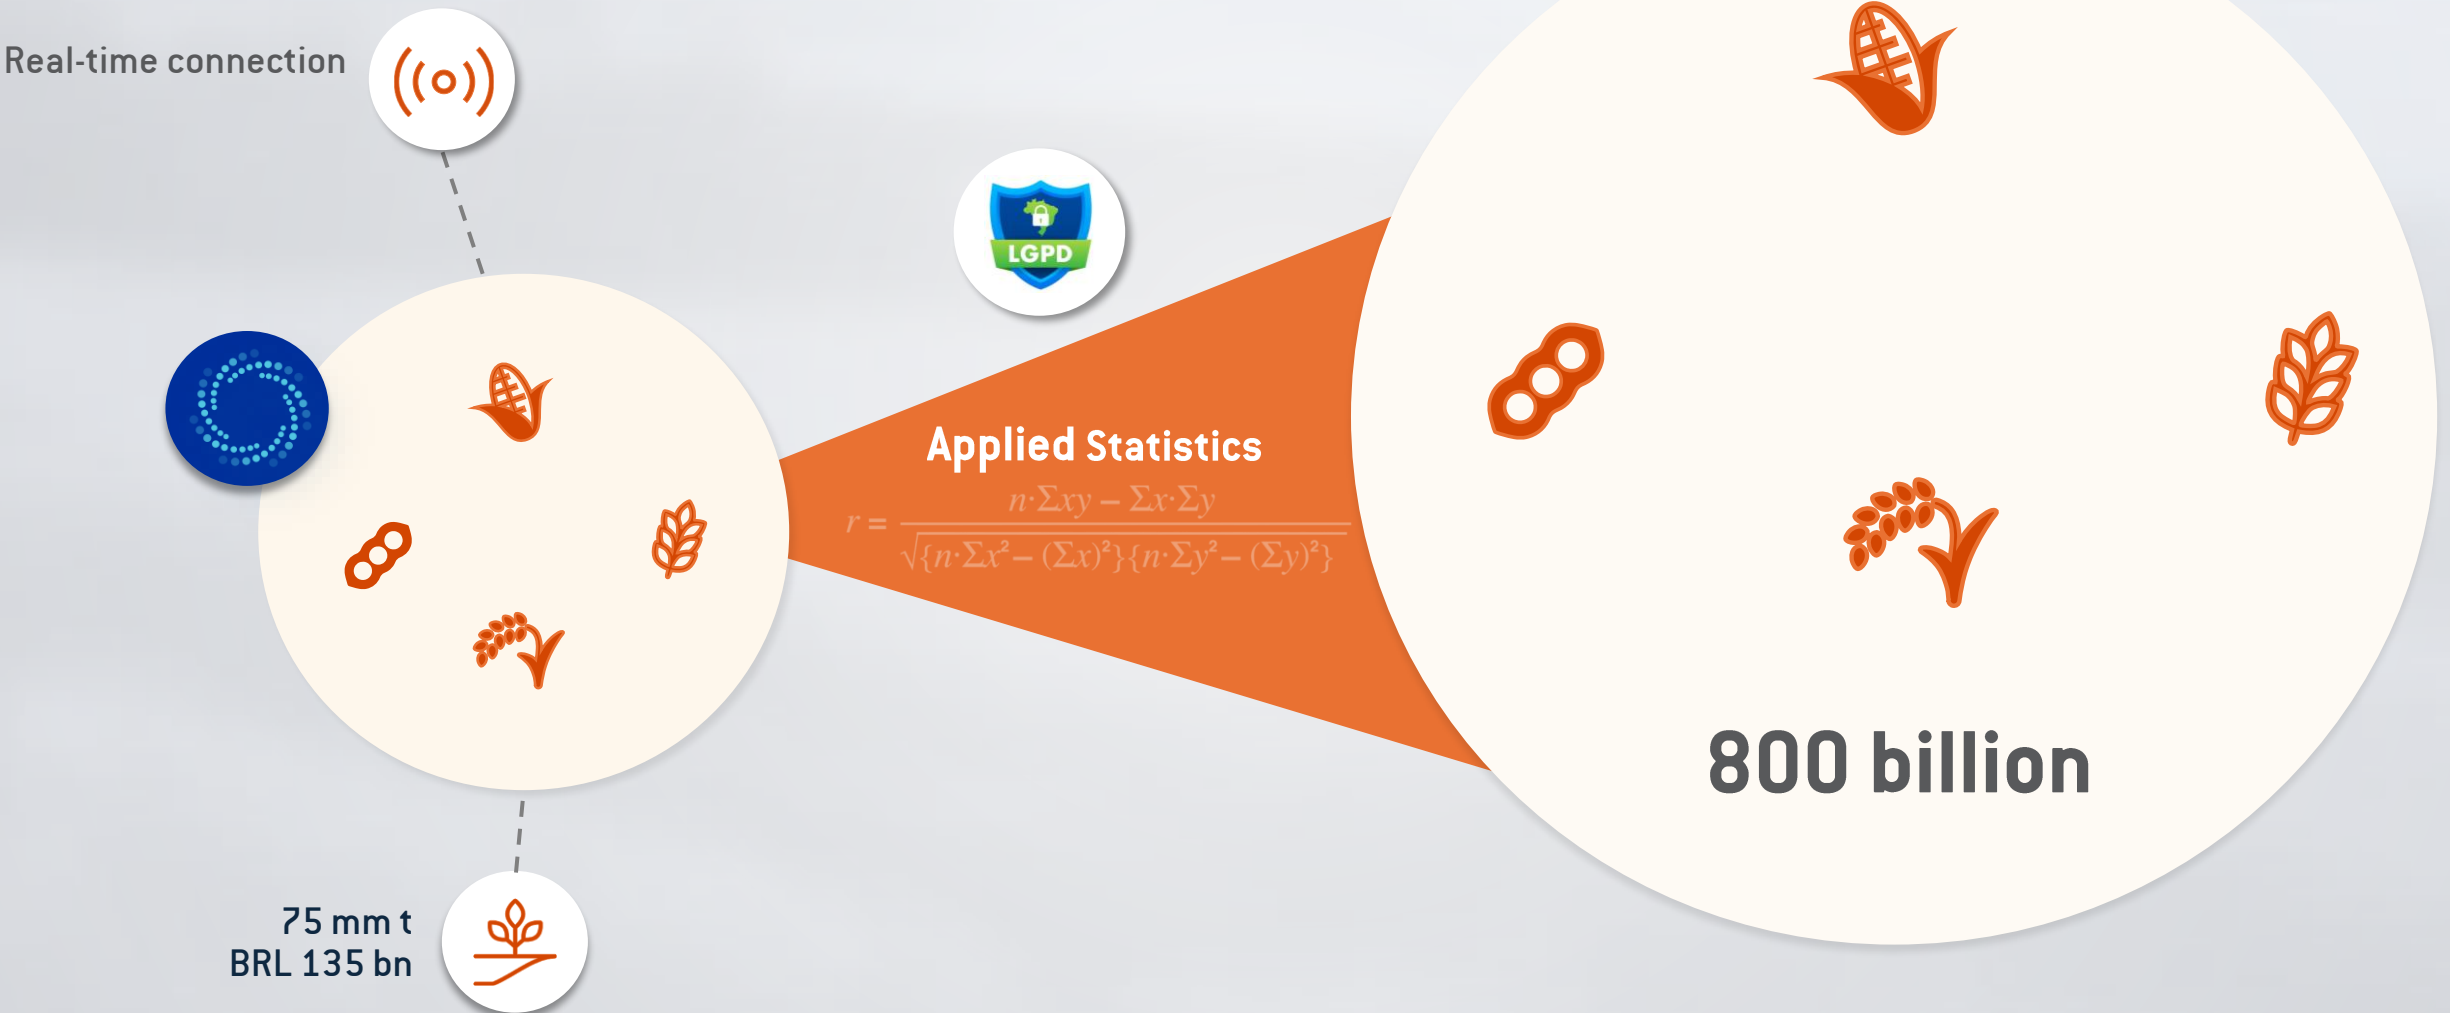 Real-time connection
LGPD
Applied Statistics
n·Σxy – Σx·Σy
r =
√{n·Σx²– (Σx)²}{n·Σy²– (Σy)²}
800 billion
75 mm t
BRL 135 bn